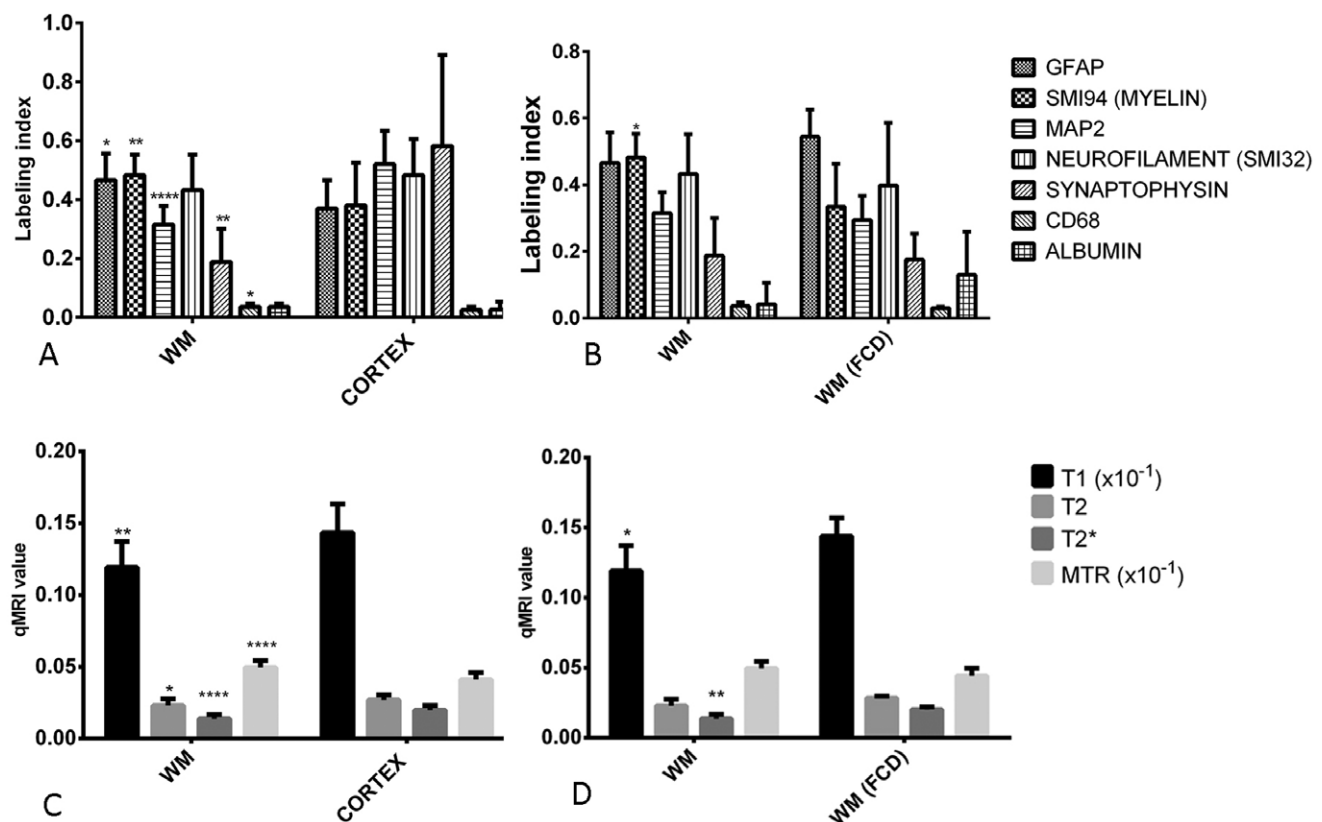 1.0
0.8
0.6
0.4
0.2
0.0
Labeling index
*
**
****
**
*
WM
CORTEX
A
0.8
0.6
0.4
0.2
0.0
Labeling index
*
WM
WM (FCD)
B
GFAP
SMI94 (MYELIN)
MAP2
NEUROFILAMENT (SMI32)
SYNAPTOPHYSIN
CD68
ALBUMIN
0.20
0.15
0.10
0.05
0.00
qMRI value
**
*
****
****
WM
CORTEX
C
0.20
0.15
0.10
0.05
0.00
qMRI value
*
**
WM
WM (FCD)
D
T1 (x10⁻¹)
T2
T2*
MTR (x10⁻¹)